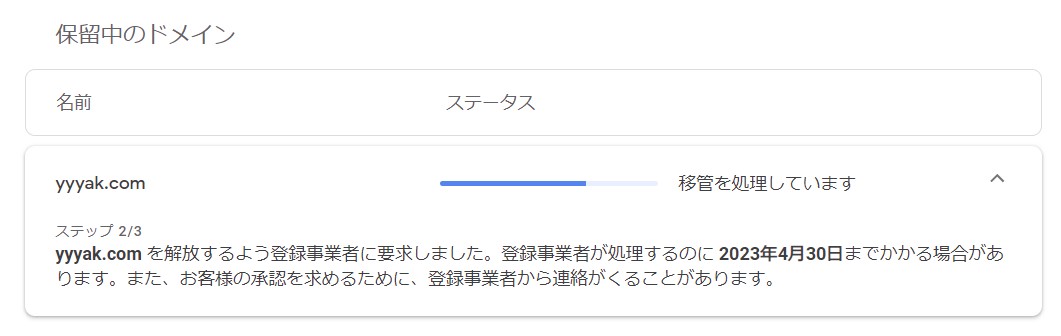 保留中のドメイン
名前 ステータス
yyyak.com 移管を処理しています
ステップ 2/3
yyyak.com を解放するよう登録事業者に要求しました。登録事業者が処理するのに 2023年4月30日までかかる場合があ
ります。また、お客様の承認を求めるために、登録事業者から連絡がくることがあります。